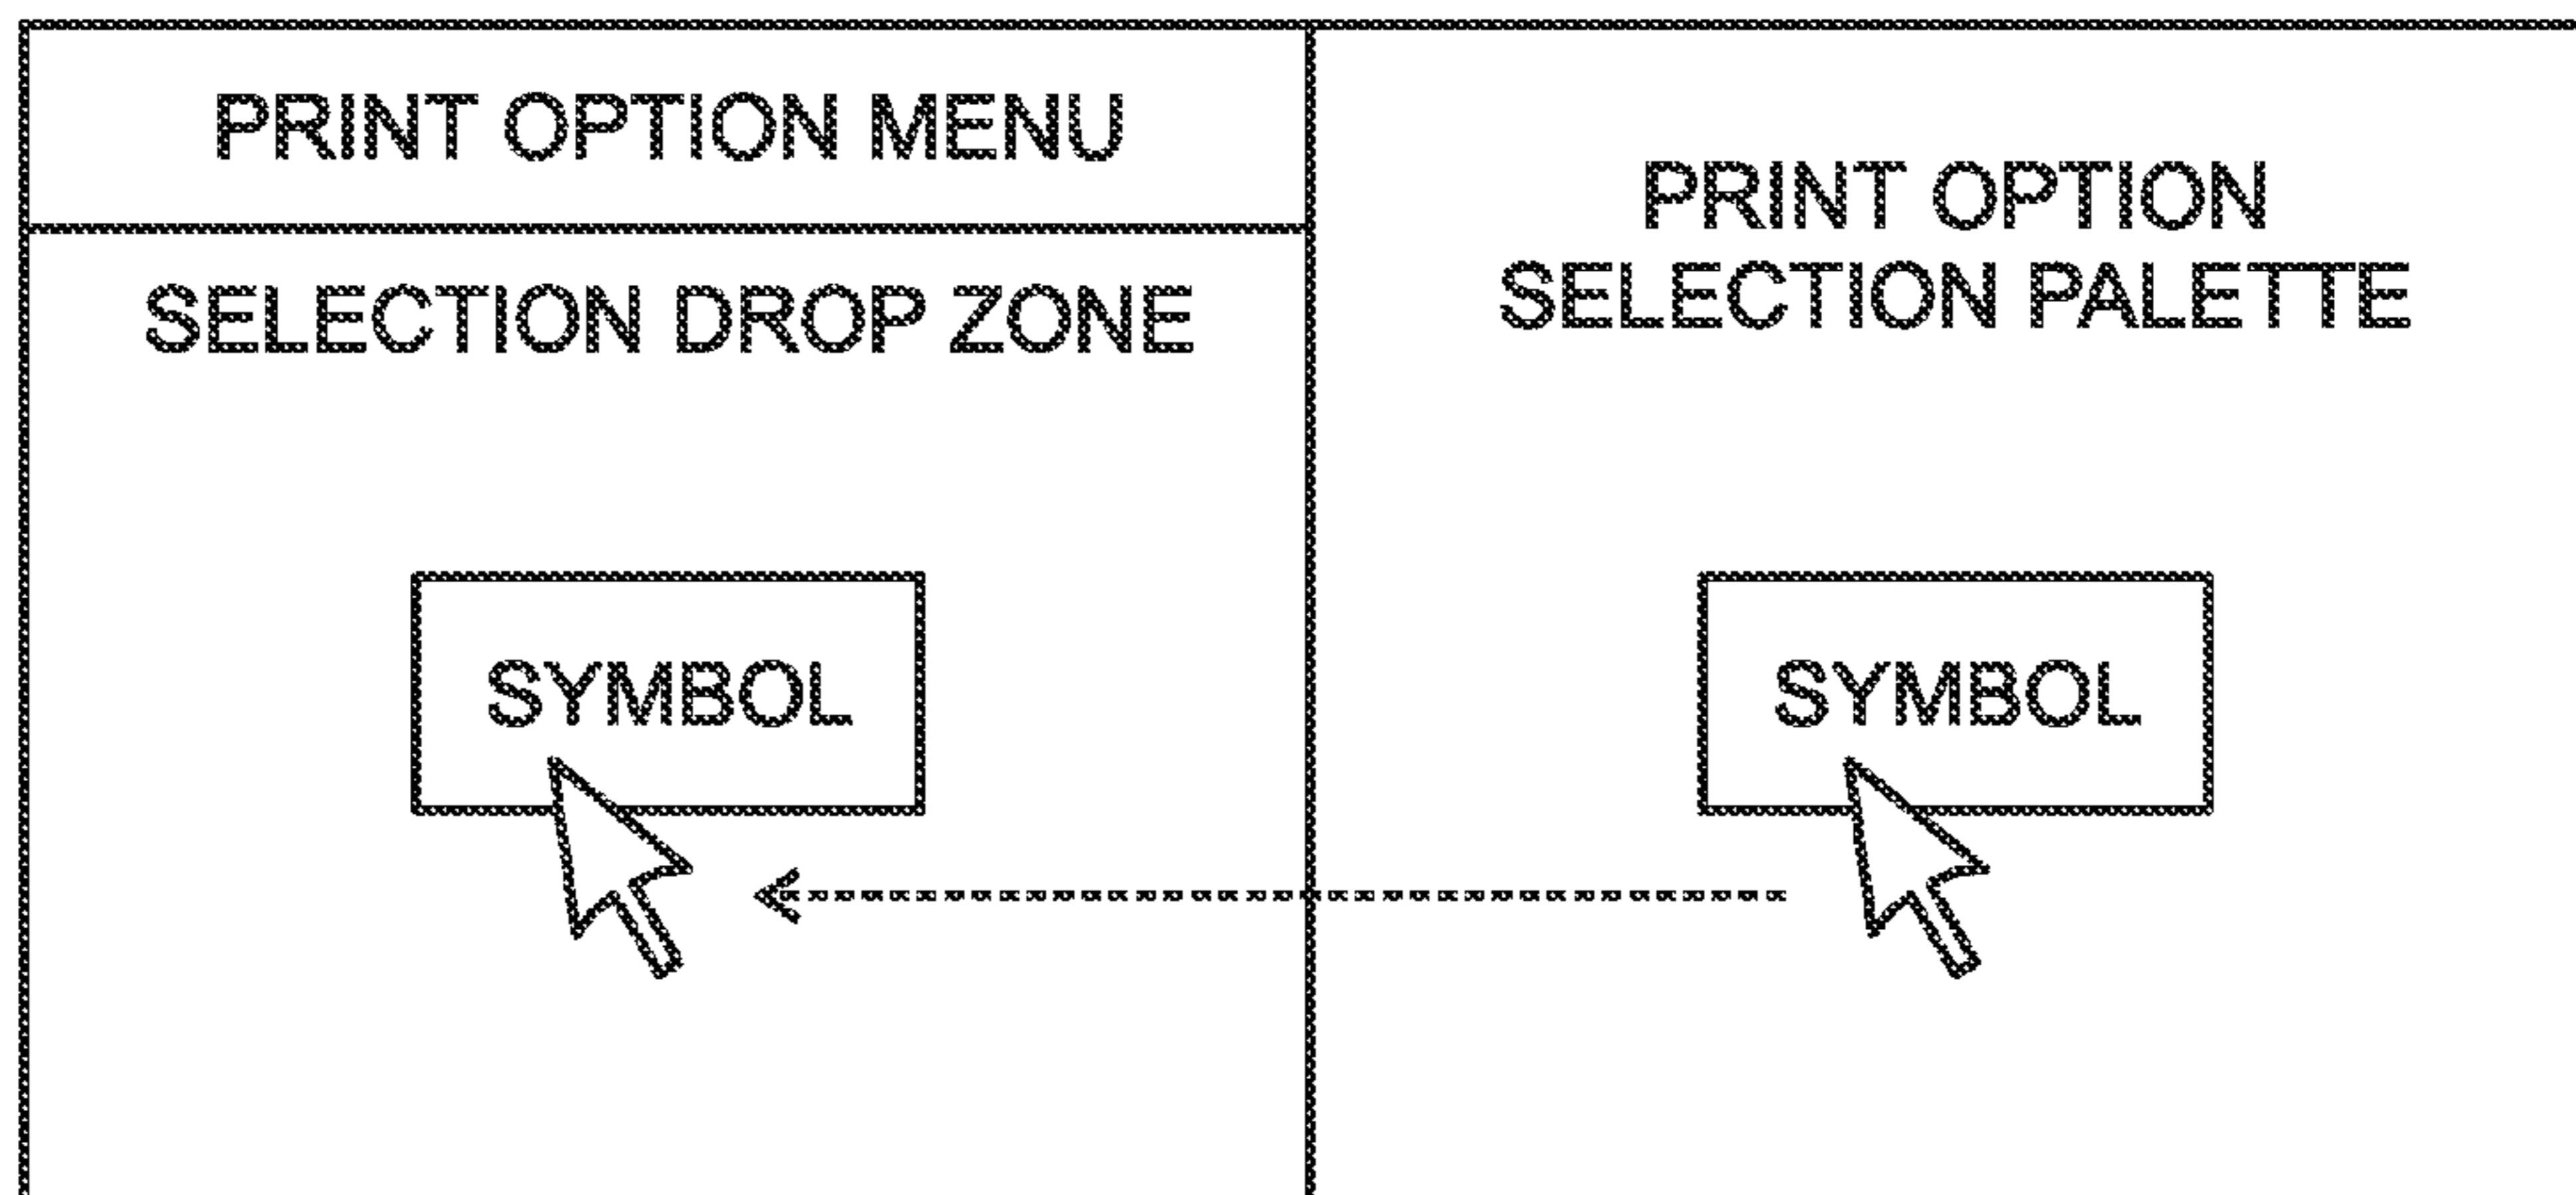 PRINT OPTION MENU
SELECTION DROP ZONE
SYMBOL
PRINT OPTION
SELECTION PALETTE
SYMBOL